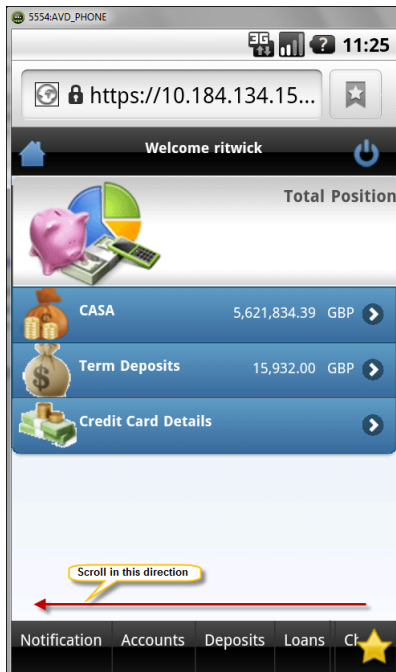 5554:AVD_PHONE
3G 11:25
https://10.184.134.15...
Welcome ritwick
Total Position
CASA 5,621,834.39 GBP
Term Deposits 15,932.00 GBP
Credit Card Details
Scroll in this direction
Notification Accounts Deposits Loans